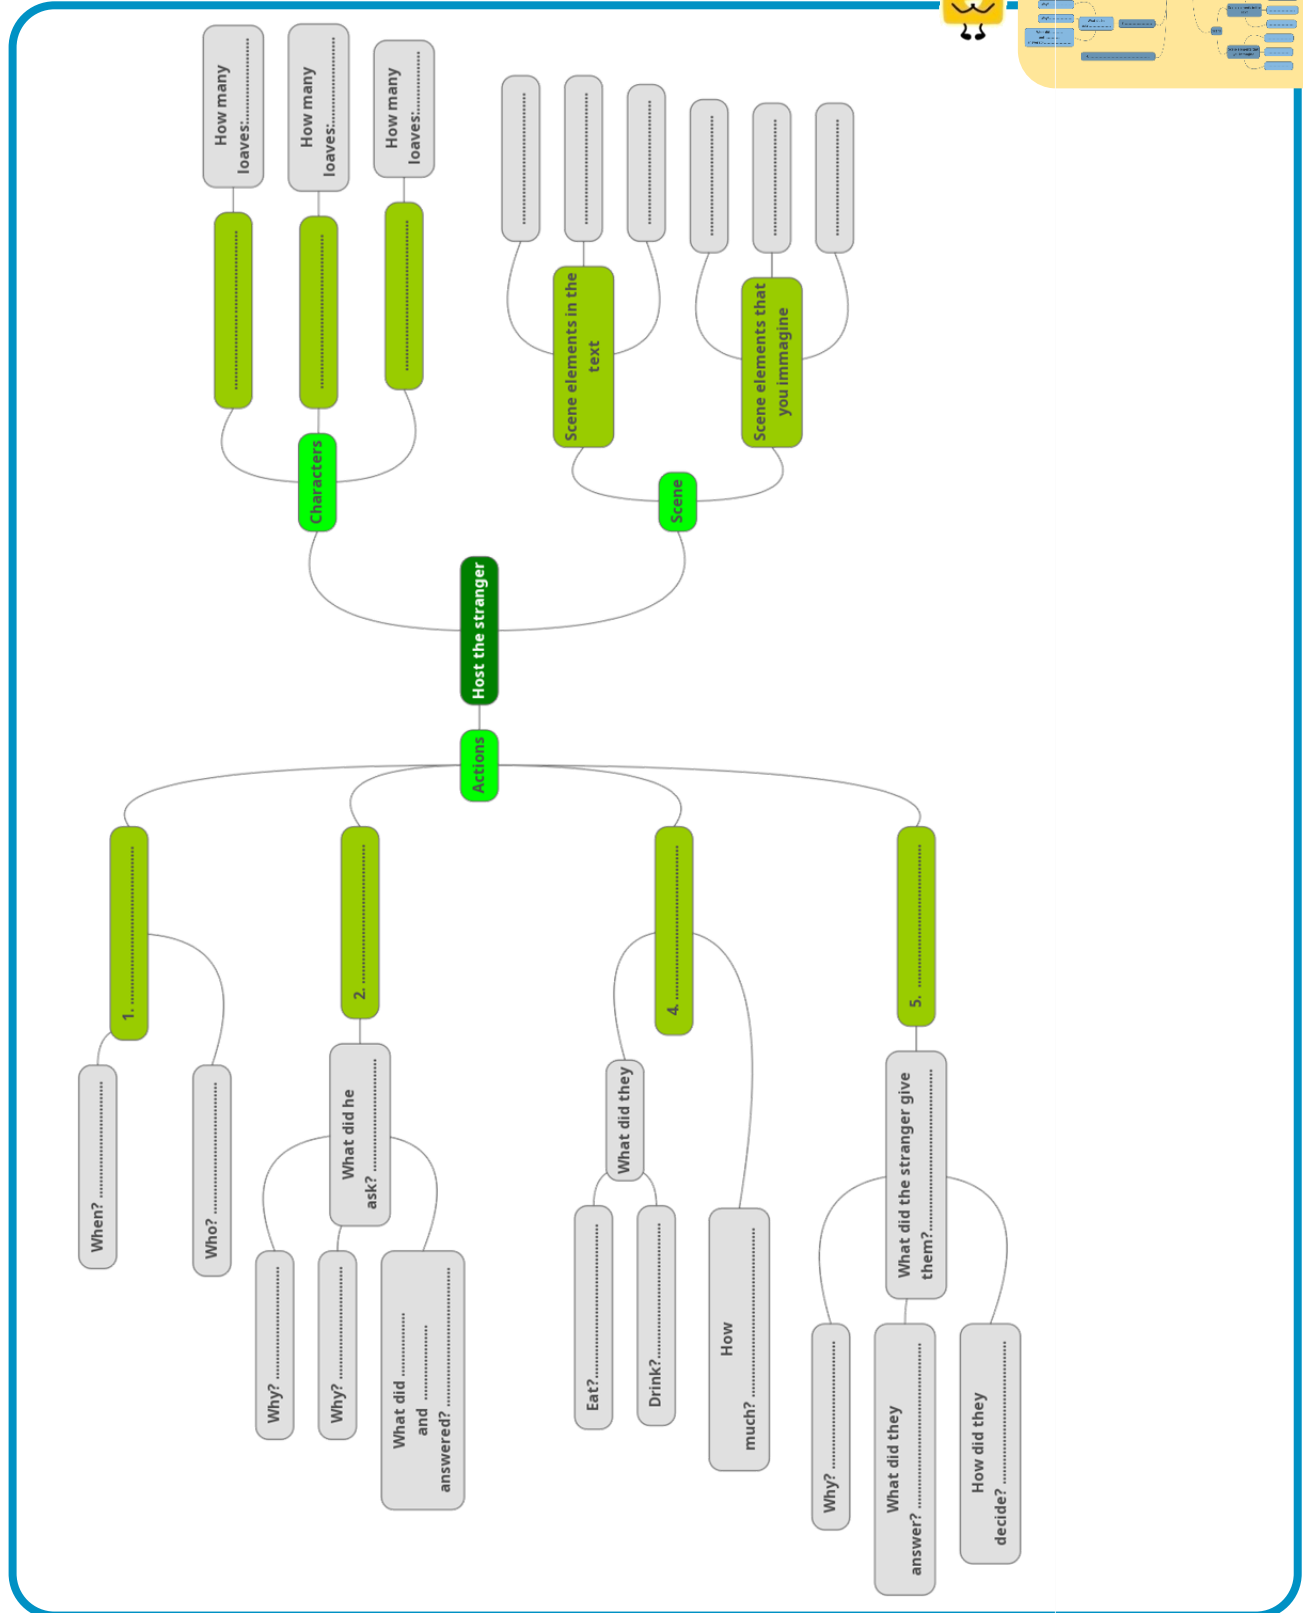 Host the stranger
Characters
....................................................
How many
loaves:............................
....................................................
How many
loaves:............................
....................................................
How many
loaves:......................
Scene
Scene elements in the
text
..................................
..................................
..................................
Scene elements that
you immagine
..................................
..................................
..................................
Actions
1. ....................................................
When? ....................................
Who? .........................................
2. ...............................................
What did he
ask? ...................................
Why? ...................................
Why? ...................................
What did ....................
and .......................
answered? ...........................................
4. ...............................................
What did they
Eat?...............................................
Drink?..........................................
How
much? .....................................................
5. ...............................................
What did the stranger give
them?..................................................
Why? .......................................
What did they
answer? ...................................................
How did they
decide? ...........................................